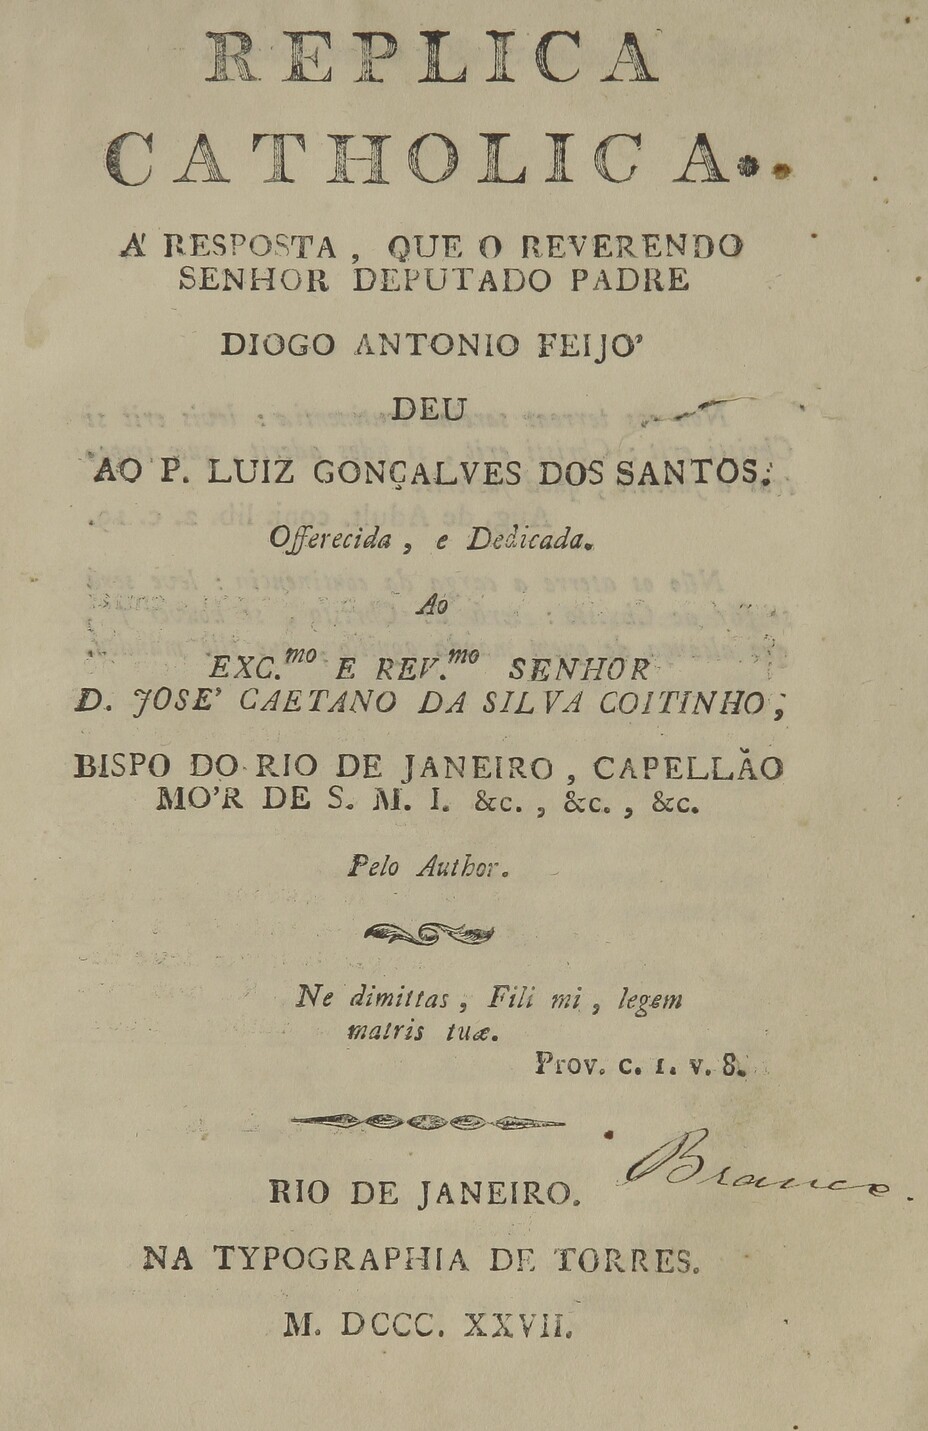 REPLICA
CATHOLICA.
A' RESPOSTA, QUE O REVERENDO
SENHOR DEPUTADO PADRE
DIOGO ANTONIO FEIJO'
DEU
AO P. LUIZ GONÇALVES DOS SANTOS.
Offerecida, e Dedicada.
Ao
EXC.mo E REV.mo SENHOR
D. JOSE' CAETANO DA SILVA COITINHO;
BISPO DO RIO DE JANEIRO, CAPELLÃO
MO'R DE S. M. I. &c., &c., &c.
Pelo Author.
Ne dimittas, Fili mi, legem
matris tuæ.
Prov. c. 1. v. 8.
Branco.
RIO DE JANEIRO.
NA TYPOGRAPHIA DE TORRES.
M. DCCC. XXVII.